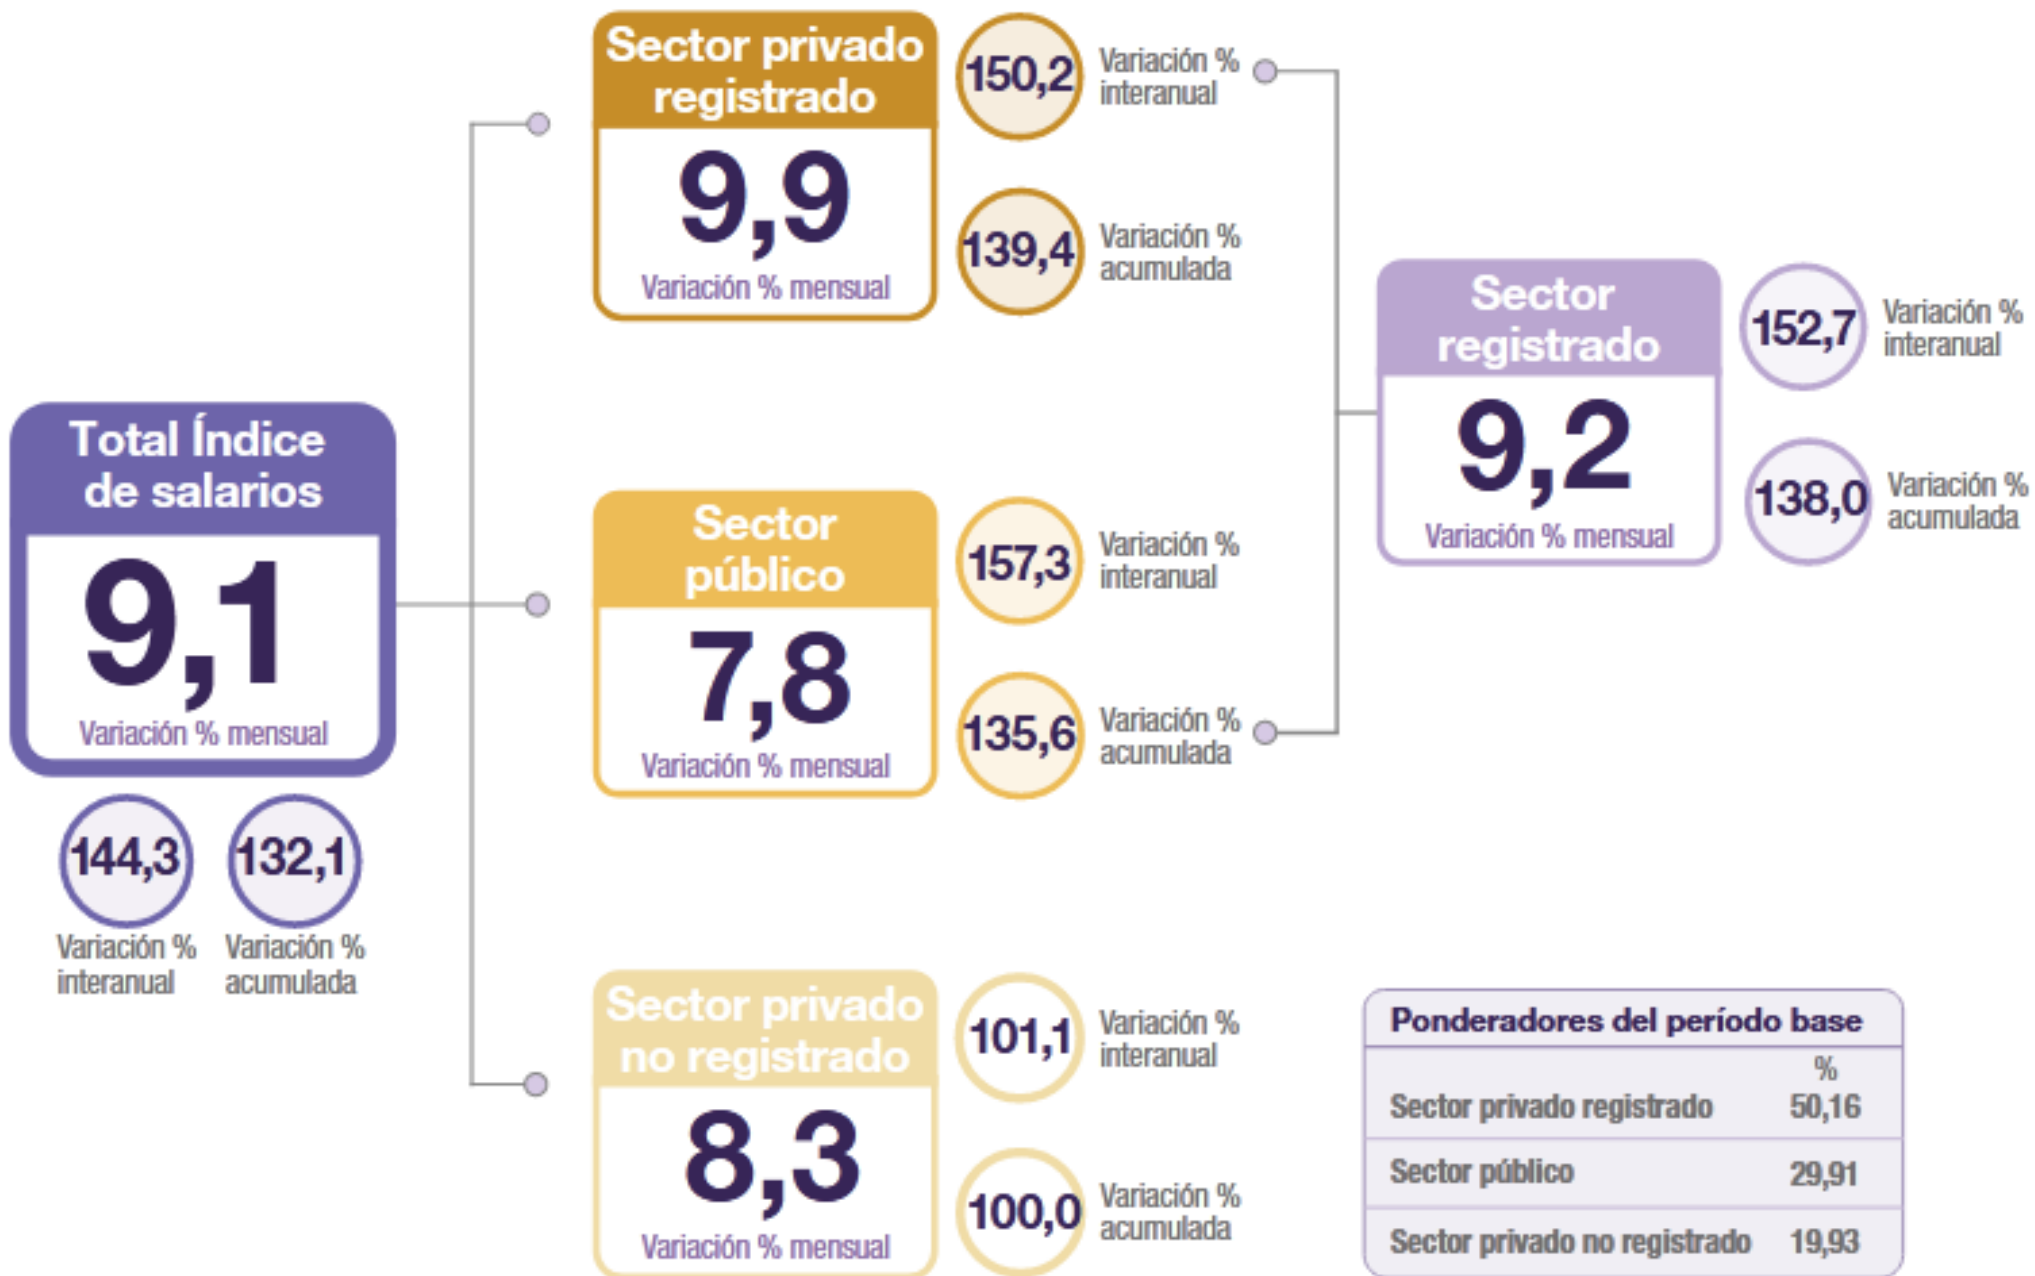 Total Índice
de salarios
9,1
Variación % mensual
144,3
Variación %
interanual
132,1
Variación %
acumulada
Sector privado
registrado
9,9
Variación % mensual
150,2
Variación %
interanual
139,4
Variación %
acumulada
Sector
público
7,8
Variación % mensual
157,3
Variación %
interanual
135,6
Variación %
acumulada
Sector privado
no registrado
8,3
Variación % mensual
101,1
Variación %
interanual
100,0
Variación %
acumulada
Sector
registrado
9,2
Variación % mensual
152,7
Variación %
interanual
138,0
Variación %
acumulada
Ponderadores del período base
%
Sector privado registrado 50,16
Sector público 29,91
Sector privado no registrado 19,93